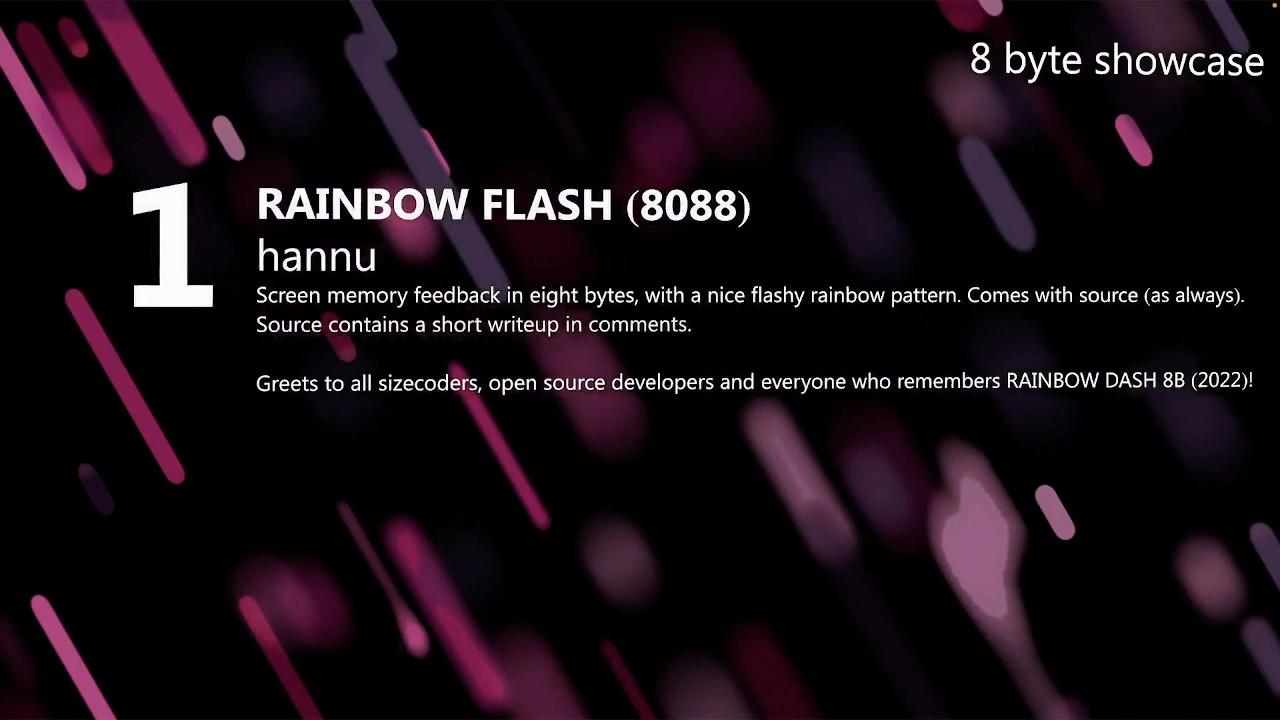 8 byte showcase
1
RAINBOW FLASH (8088)
hannu
Screen memory feedback in eight bytes, with a nice flashy rainbow pattern. Comes with source (as always).
Source contains a short writeup in comments.
Greets to all sizecoders, open source developers and everyone who remembers RAINBOW DASH 8B (2022)!